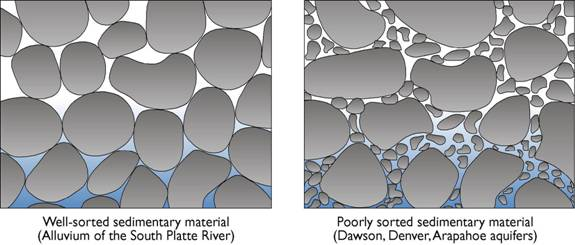 Well-sorted sedimentary material
(Alluvium of the South Platte River)
Poorly sorted sedimentary material
(Dawson, Denver, Arapahoe aquifers)